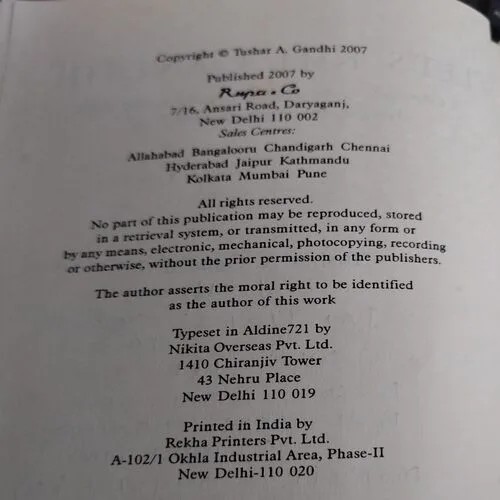 Copyright © Tushar A. Gandhi 2007
Published 2007 by
Rupa • Co
7/16, Ansari Road, Daryaganj,
New Delhi 110 002
Sales Centres:
Allahabad Bangalooru Chandigarh Chennai
Hyderabad Jaipur Kathmandu
Kolkata Mumbai Pune
All rights reserved.
No part of this publication may be reproduced, stored
in a retrieval system, or transmitted, in any form or
by any means, electronic, mechanical, photocopying, recording
or otherwise, without the prior permission of the publishers.
The author asserts the moral right to be identified
as the author of this work
Typeset in Aldine721 by
Nikita Overseas Pvt. Ltd.
1410 Chiranjiv Tower
43 Nehru Place
New Delhi 110 019
Printed in India by
Rekha Printers Pvt. Ltd.
A-102/1 Okhla Industrial Area, Phase-II
New Delhi-110 020